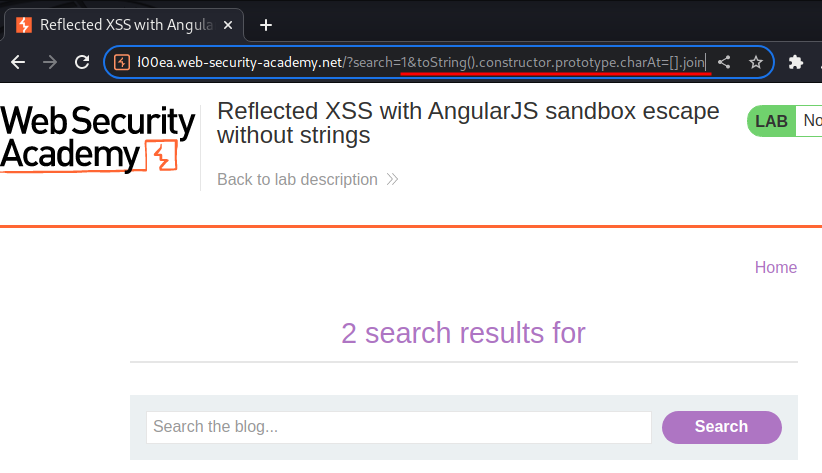 Reflected XSS with Angula
d00ea.web-security-academy.net/?search=1&toString().constructor.prototype.charAt=[].join
Web Security
Academy
Reflected XSS with AngularJS sandbox escape
without strings
Back to lab description
LAB No
Home
2 search results for
Search the blog...
Search